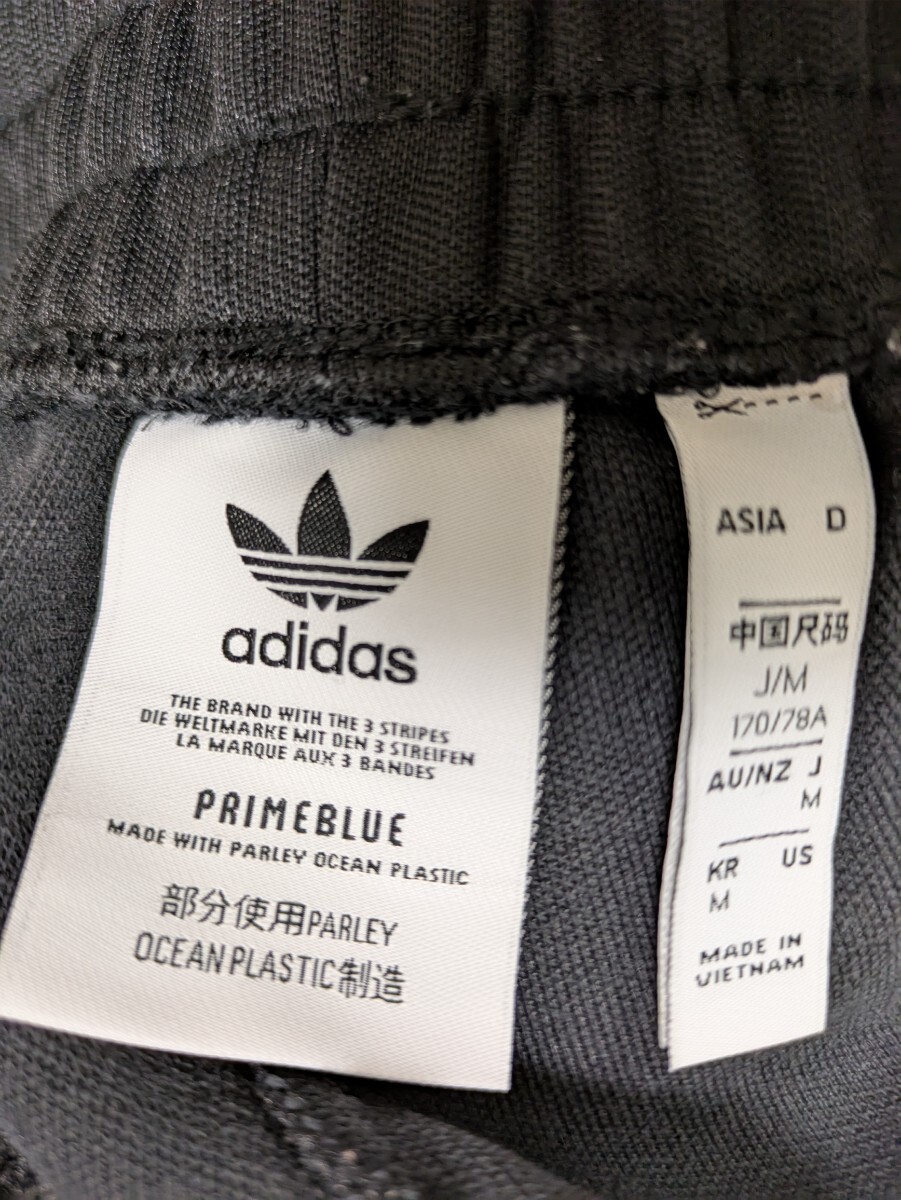 adidas
THE BRAND WITH THE 3 STRIPES
DIE WELTMARKE MIT DEN 3 STREIFEN
LA MARQUE AUX 3 BANDES
PRIMEBLUE
MADE WITH PARLEY OCEAN PLASTIC
部分使用PARLEY
OCEAN PLASTIC制造
ASIA D
中国尺码
J/M
170/78A
AU/NZ J
M
KR US
M
MADE IN
VIETNAM